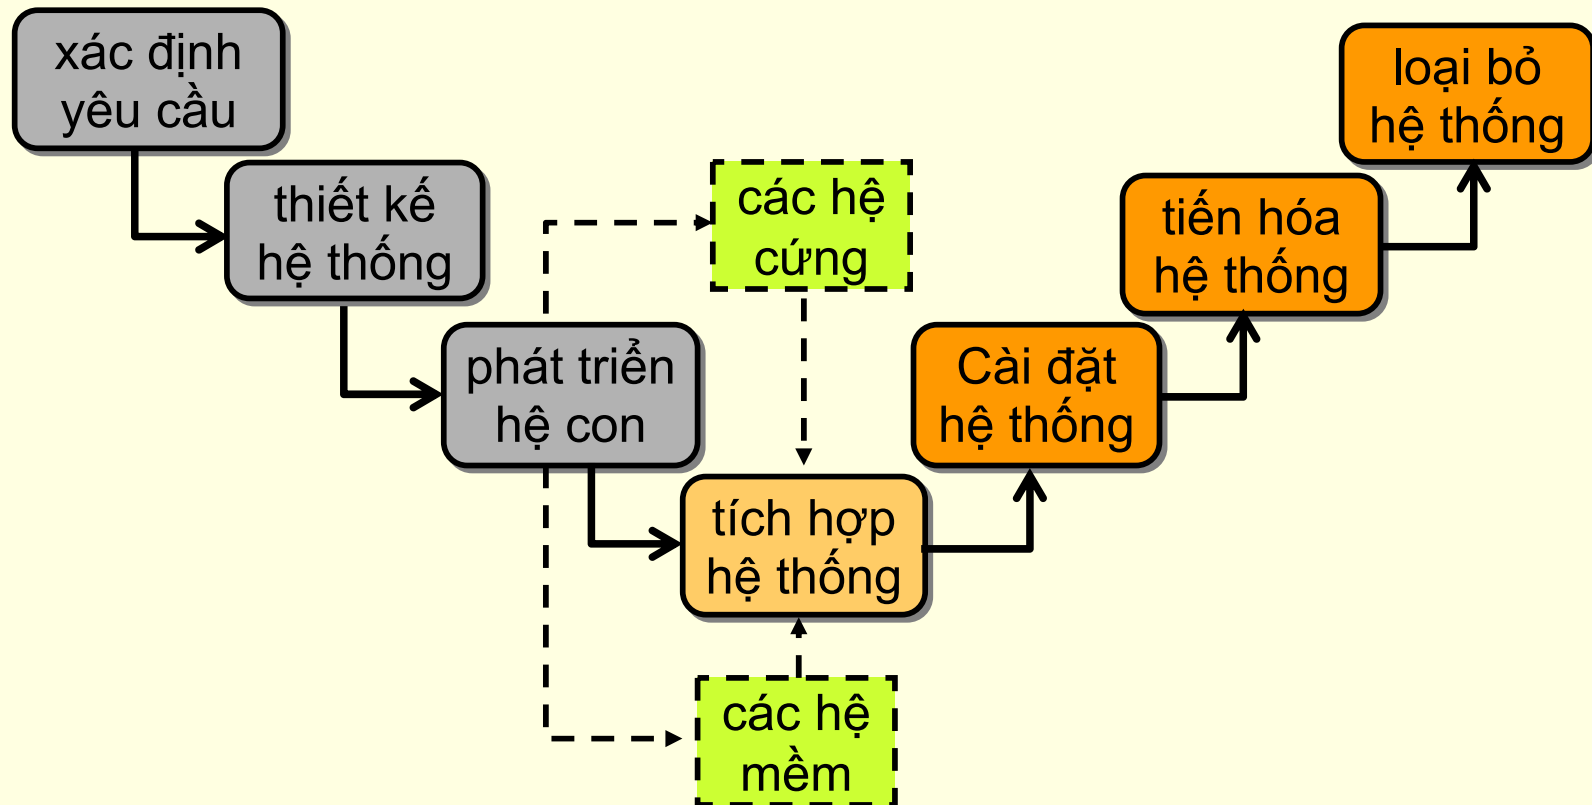 xác định
yêu cầu
thiết kế
hệ thống
phát triển
hệ con
các hệ
cứng
tích hợp
hệ thống
các hệ
mềm
Cài đặt
hệ thống
tiến hóa
hệ thống
loại bỏ
hệ thống